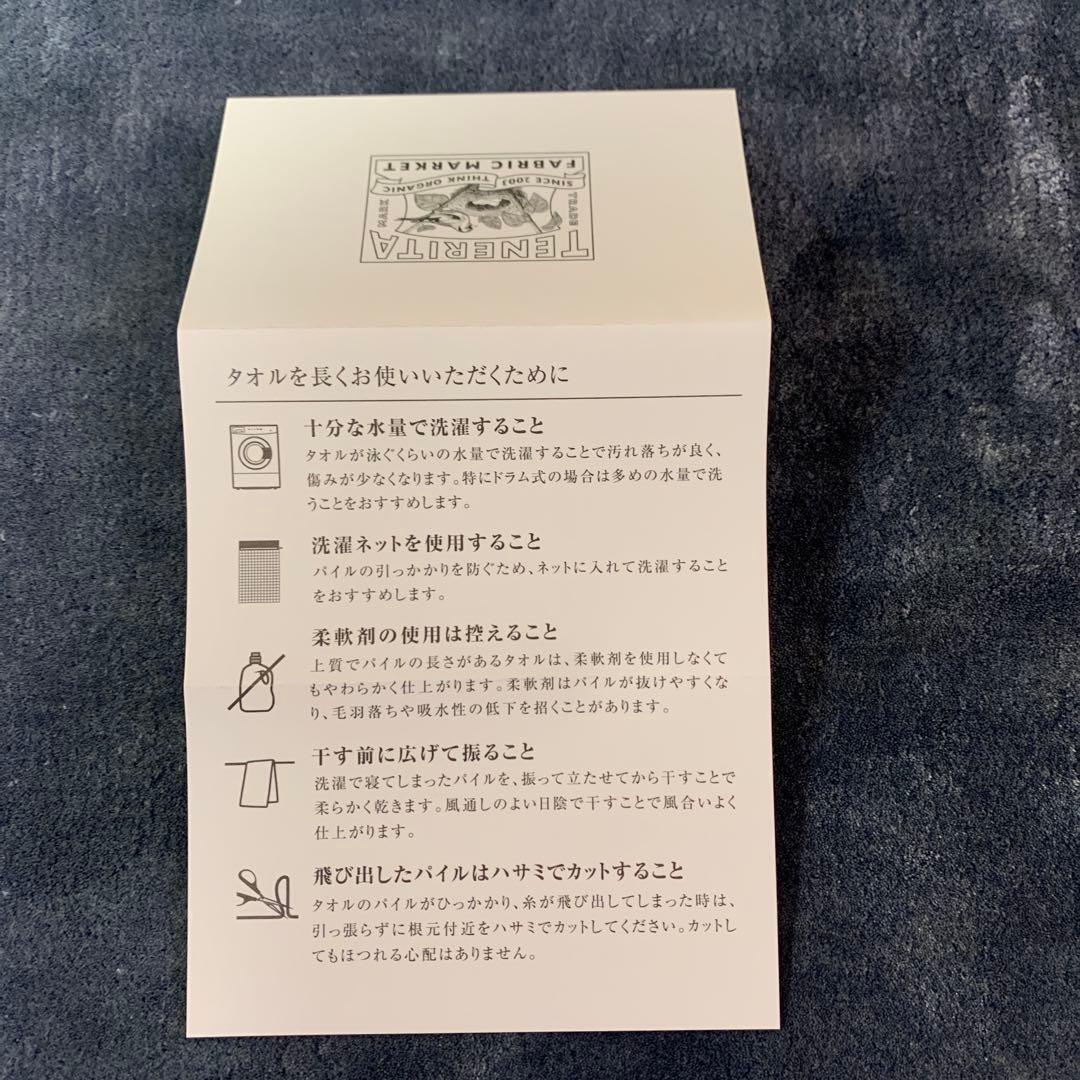 TENERITA
TRADE MARK
SINCE 2003 THINK ORGANIC
FABRIC MARKET
タオルを長くお使いいただくために
十分な水量で洗濯すること
タオルが泳ぐくらいの水量で洗濯することで汚れ落ちが良く、
傷みが少なくなります。特にドラム式の場合は多めの水量で洗
うことをおすすめします。
洗濯ネットを使用すること
パイルの引っかかりを防ぐため、ネットに入れて洗濯すること
をおすすめします。
柔軟剤の使用は控えること
上質でパイルの長さがあるタオルは、柔軟剤を使用しなくて
もやわらかく仕上がります。柔軟剤はパイルが抜けやすくな
り、毛羽落ちや吸水性の低下を招くことがあります。
干す前に広げて振ること
洗濯で寝てしまったパイルを、振って立たせてから干すことで
柔らかく乾きます。風通しのよい日陰で干すことで風合いよく
仕上がります。
飛び出したパイルはハサミでカットすること
タオルのパイルがひっかかり、糸が飛び出してしまった時は、
引っ張らずに根元付近をハサミでカットしてください。カットし
てもほつれる心配はありません。